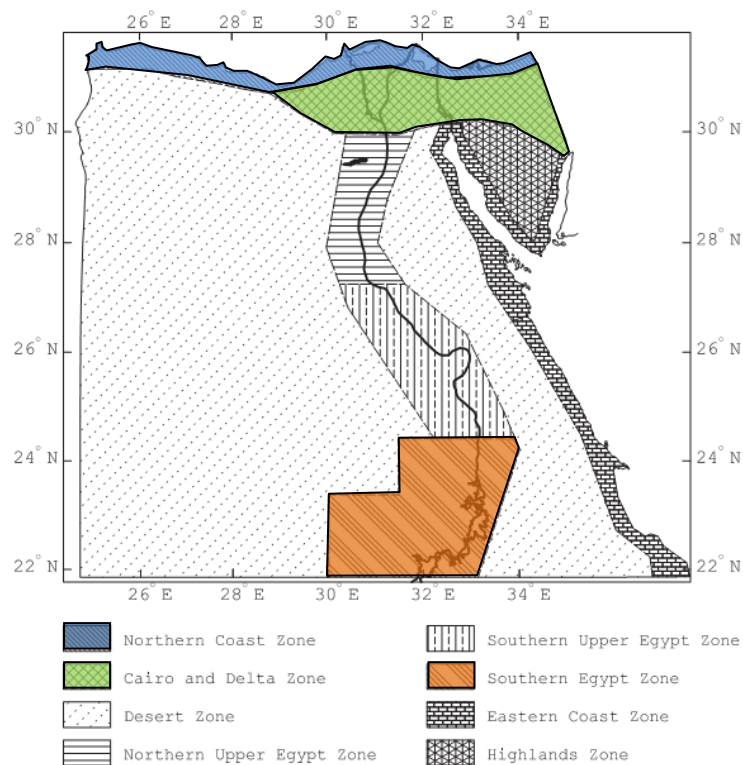 26° E 30° E 32° E 34° E
30° N 30° N
28° N 28° N
26° N 26° N
24° N 24° N
22° N 22° N
26° E 28° E 30° E 32° E 34° E
Northern Coast Zone
Cairo and Delta Zone
Desert Zone
Northern Upper Egypt Zone
Southern Upper Egypt Zone
Southern Egypt Zone
Eastern Coast Zone
Highlands Zone